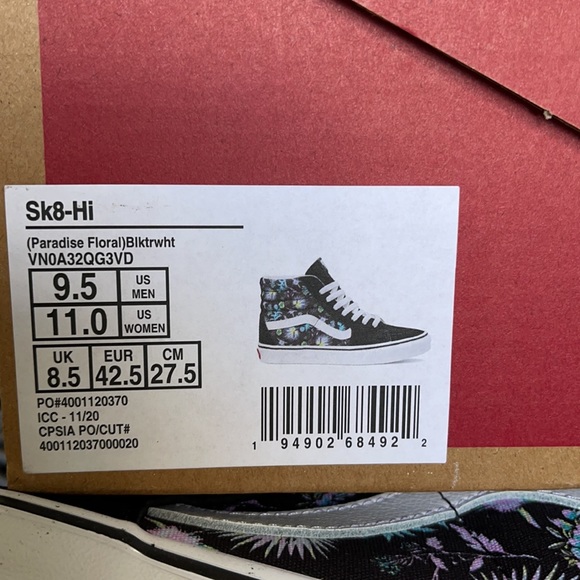 Sk8-Hi
(Paradise Floral)Blktrwht
VN0A32QG3VD
9.5 US MEN
11.0 US WOMEN
UK 8.5 EUR 42.5 CM 27.5
PO#4001120370
ICC - 11/20
CPSIA PO/CUT#
400112037000020
1 94902 68492 2